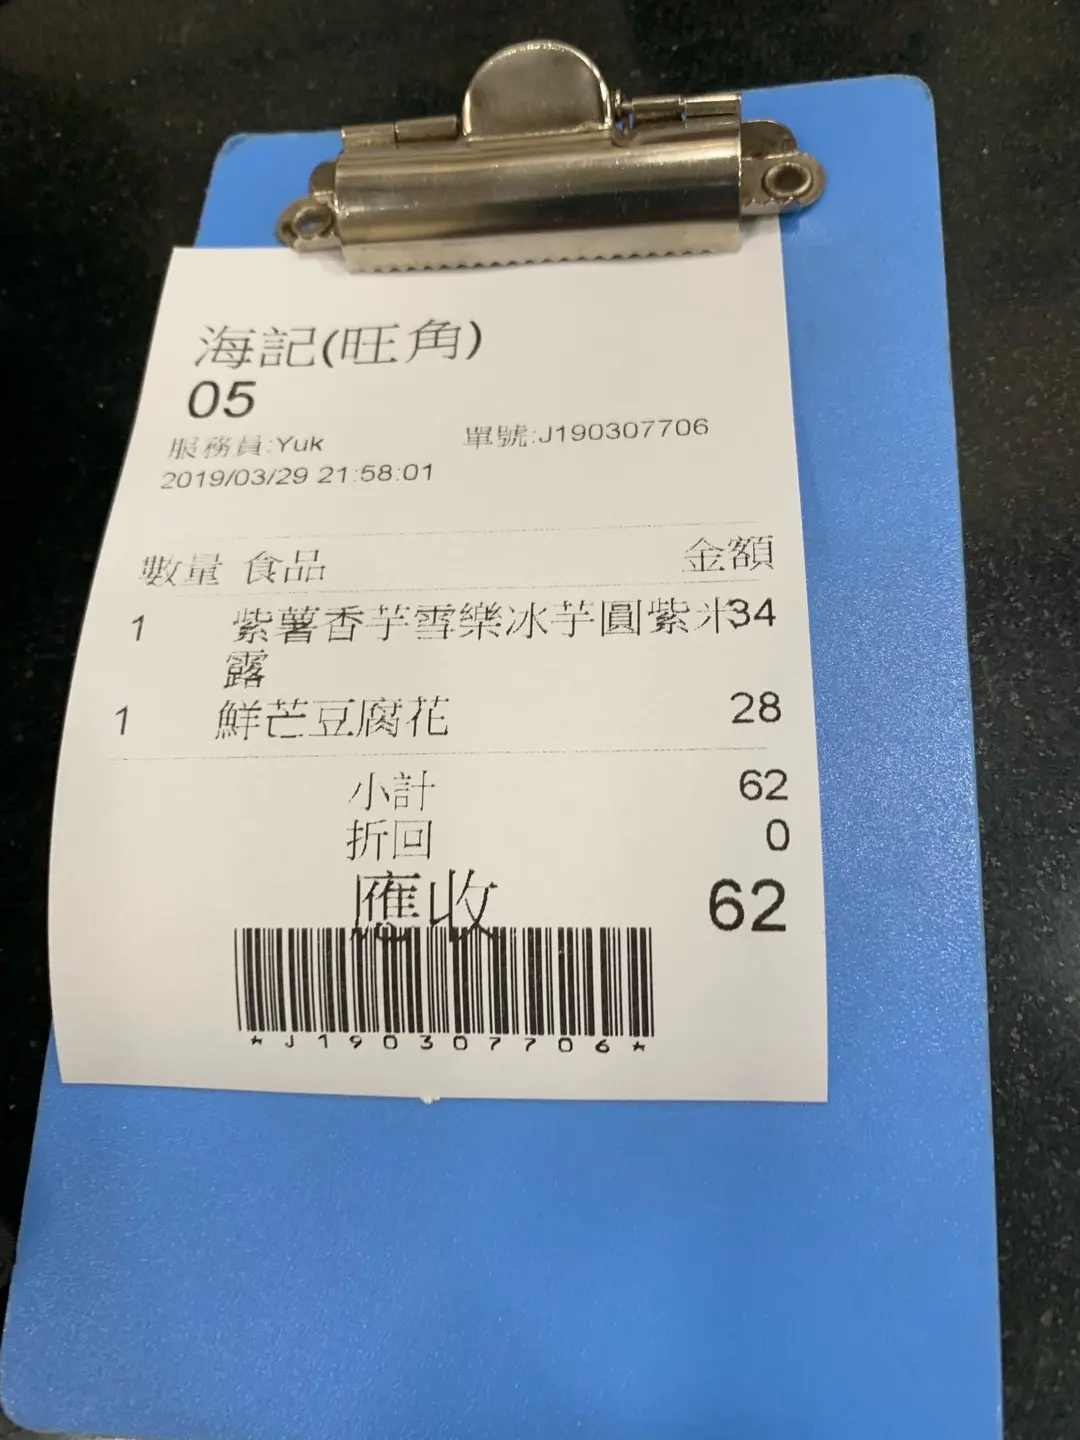 海記(旺角)
05
服務員:Yuk 單號:J190307706
2019/03/29 21:58:01
數量 食品 金額
1 紫薯香芋雪樂冰芋圓紫米34
露
1 鮮芒豆腐花 28
小計 62
折回 0
應收 62
*J190307706*